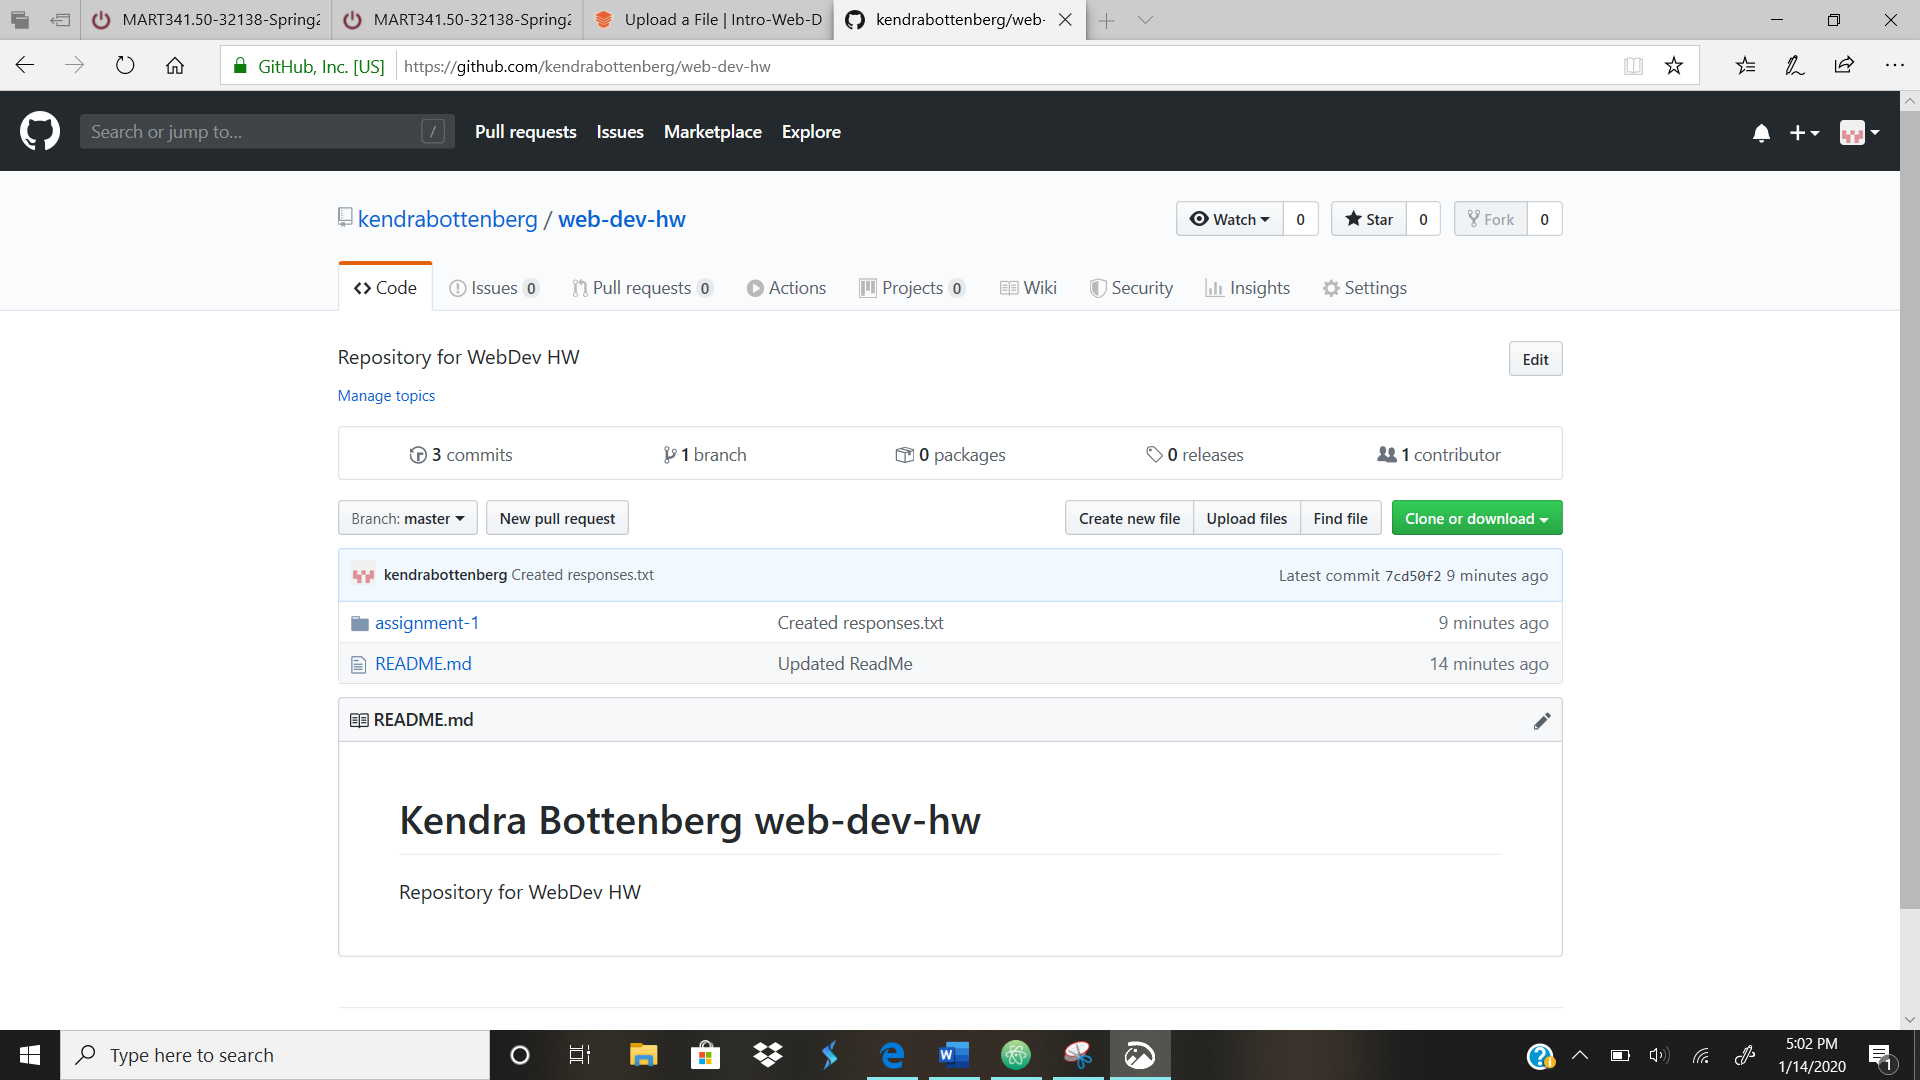 MART341.50-32138-Spring2 MART341.50-32138-Spring2 Upload a File | Intro-Web-D kendrabottenberg/web-
GitHub, Inc. [US] https://github.com/kendrabottenberg/web-dev-hw
Search or jump to... / Pull requests Issues Marketplace Explore
kendrabottenberg / web-dev-hw Watch 0 Star 0 Fork 0
Code Issues 0 Pull requests 0 Actions Projects 0 Wiki Security Insights Settings
Repository for WebDev HW Edit
Manage topics
3 commits 1 branch 0 packages 0 releases 1 contributor
Branch: master New pull request Create new file Upload files Find file Clone or download
kendrabottenberg Created responses.txt Latest commit 7cd50f2 9 minutes ago
assignment-1 Created responses.txt 9 minutes ago
README.md Updated ReadMe 14 minutes ago
README.md
Kendra Bottenberg web-dev-hw
Repository for WebDev HW
Type here to search 5:02 PM
1/14/2020 1